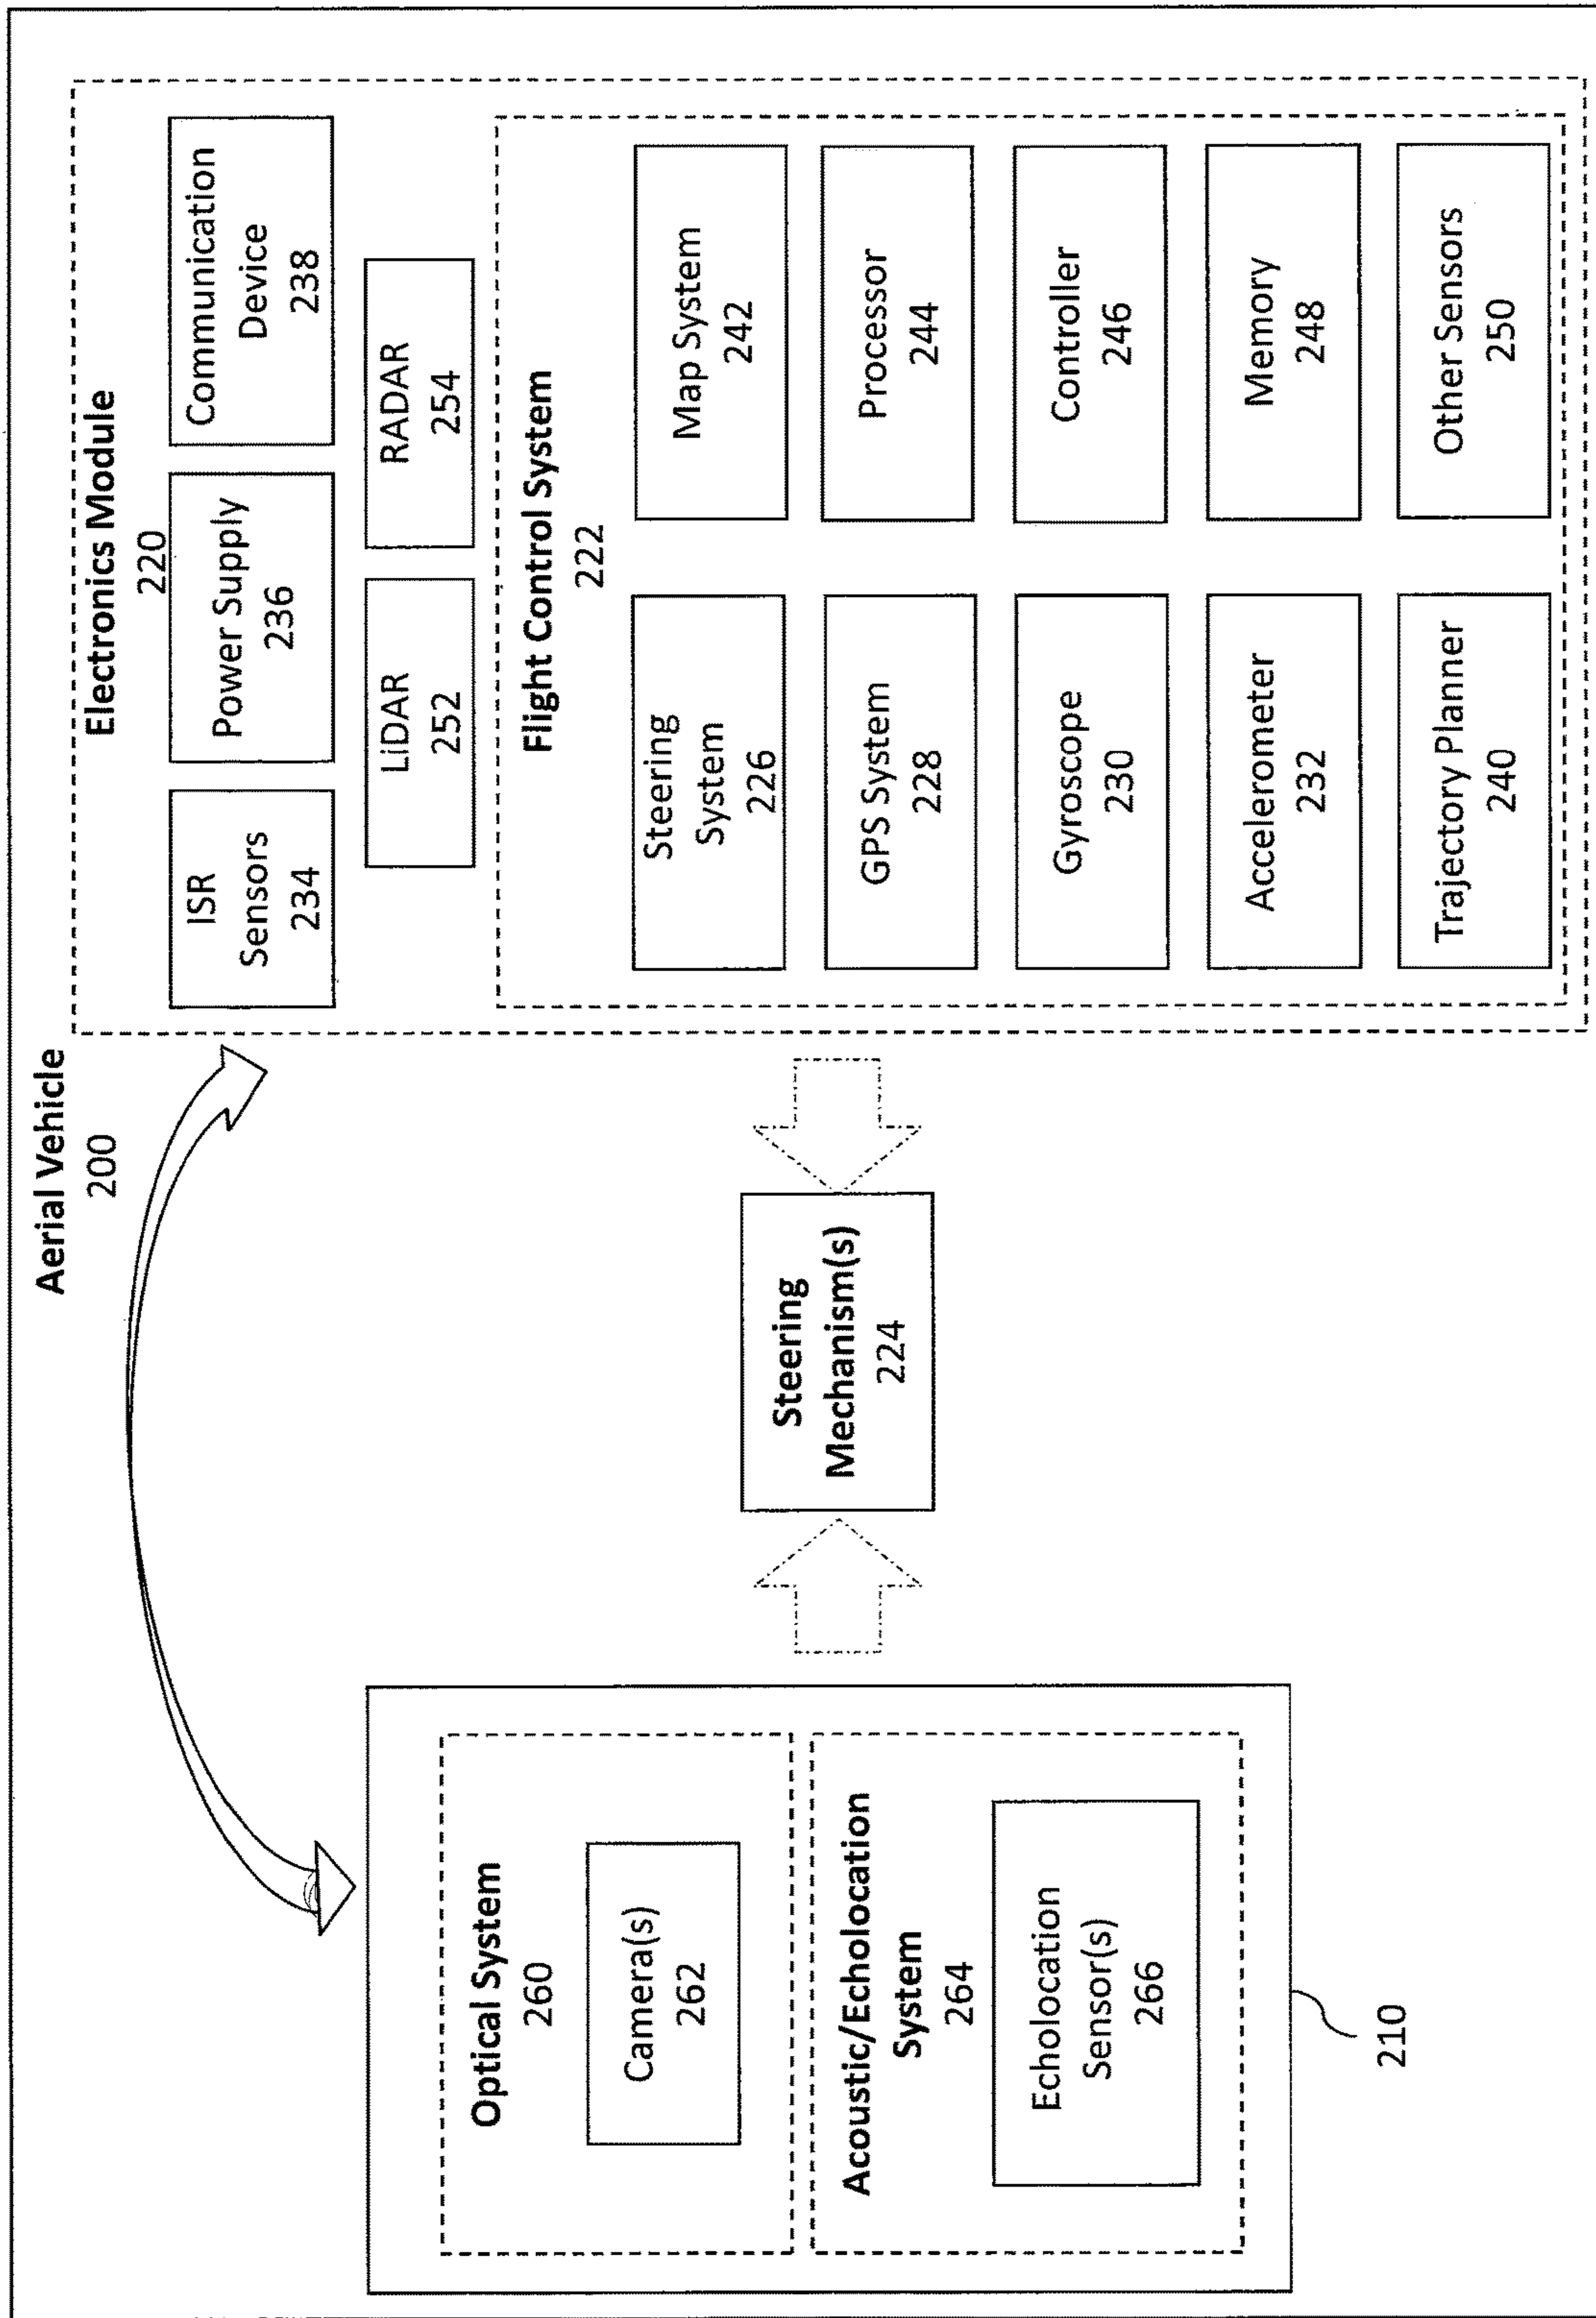 Aerial Vehicle
200
Optical System
260
Camera(s)
262
Acoustic/Echolocation
System
264
Echolocation
Sensor(s)
266
210
Steering
Mechanism(s)
224
Electronics Module
220
ISR
Sensors
234
Power Supply
236
Communication
Device
238
LiDAR
252
RADAR
254
Flight Control System
222
Steering
System
226
Map System
242
GPS System
228
Processor
244
Gyroscope
230
Controller
246
Accelerometer
232
Memory
248
Trajectory Planner
240
Other Sensors
250